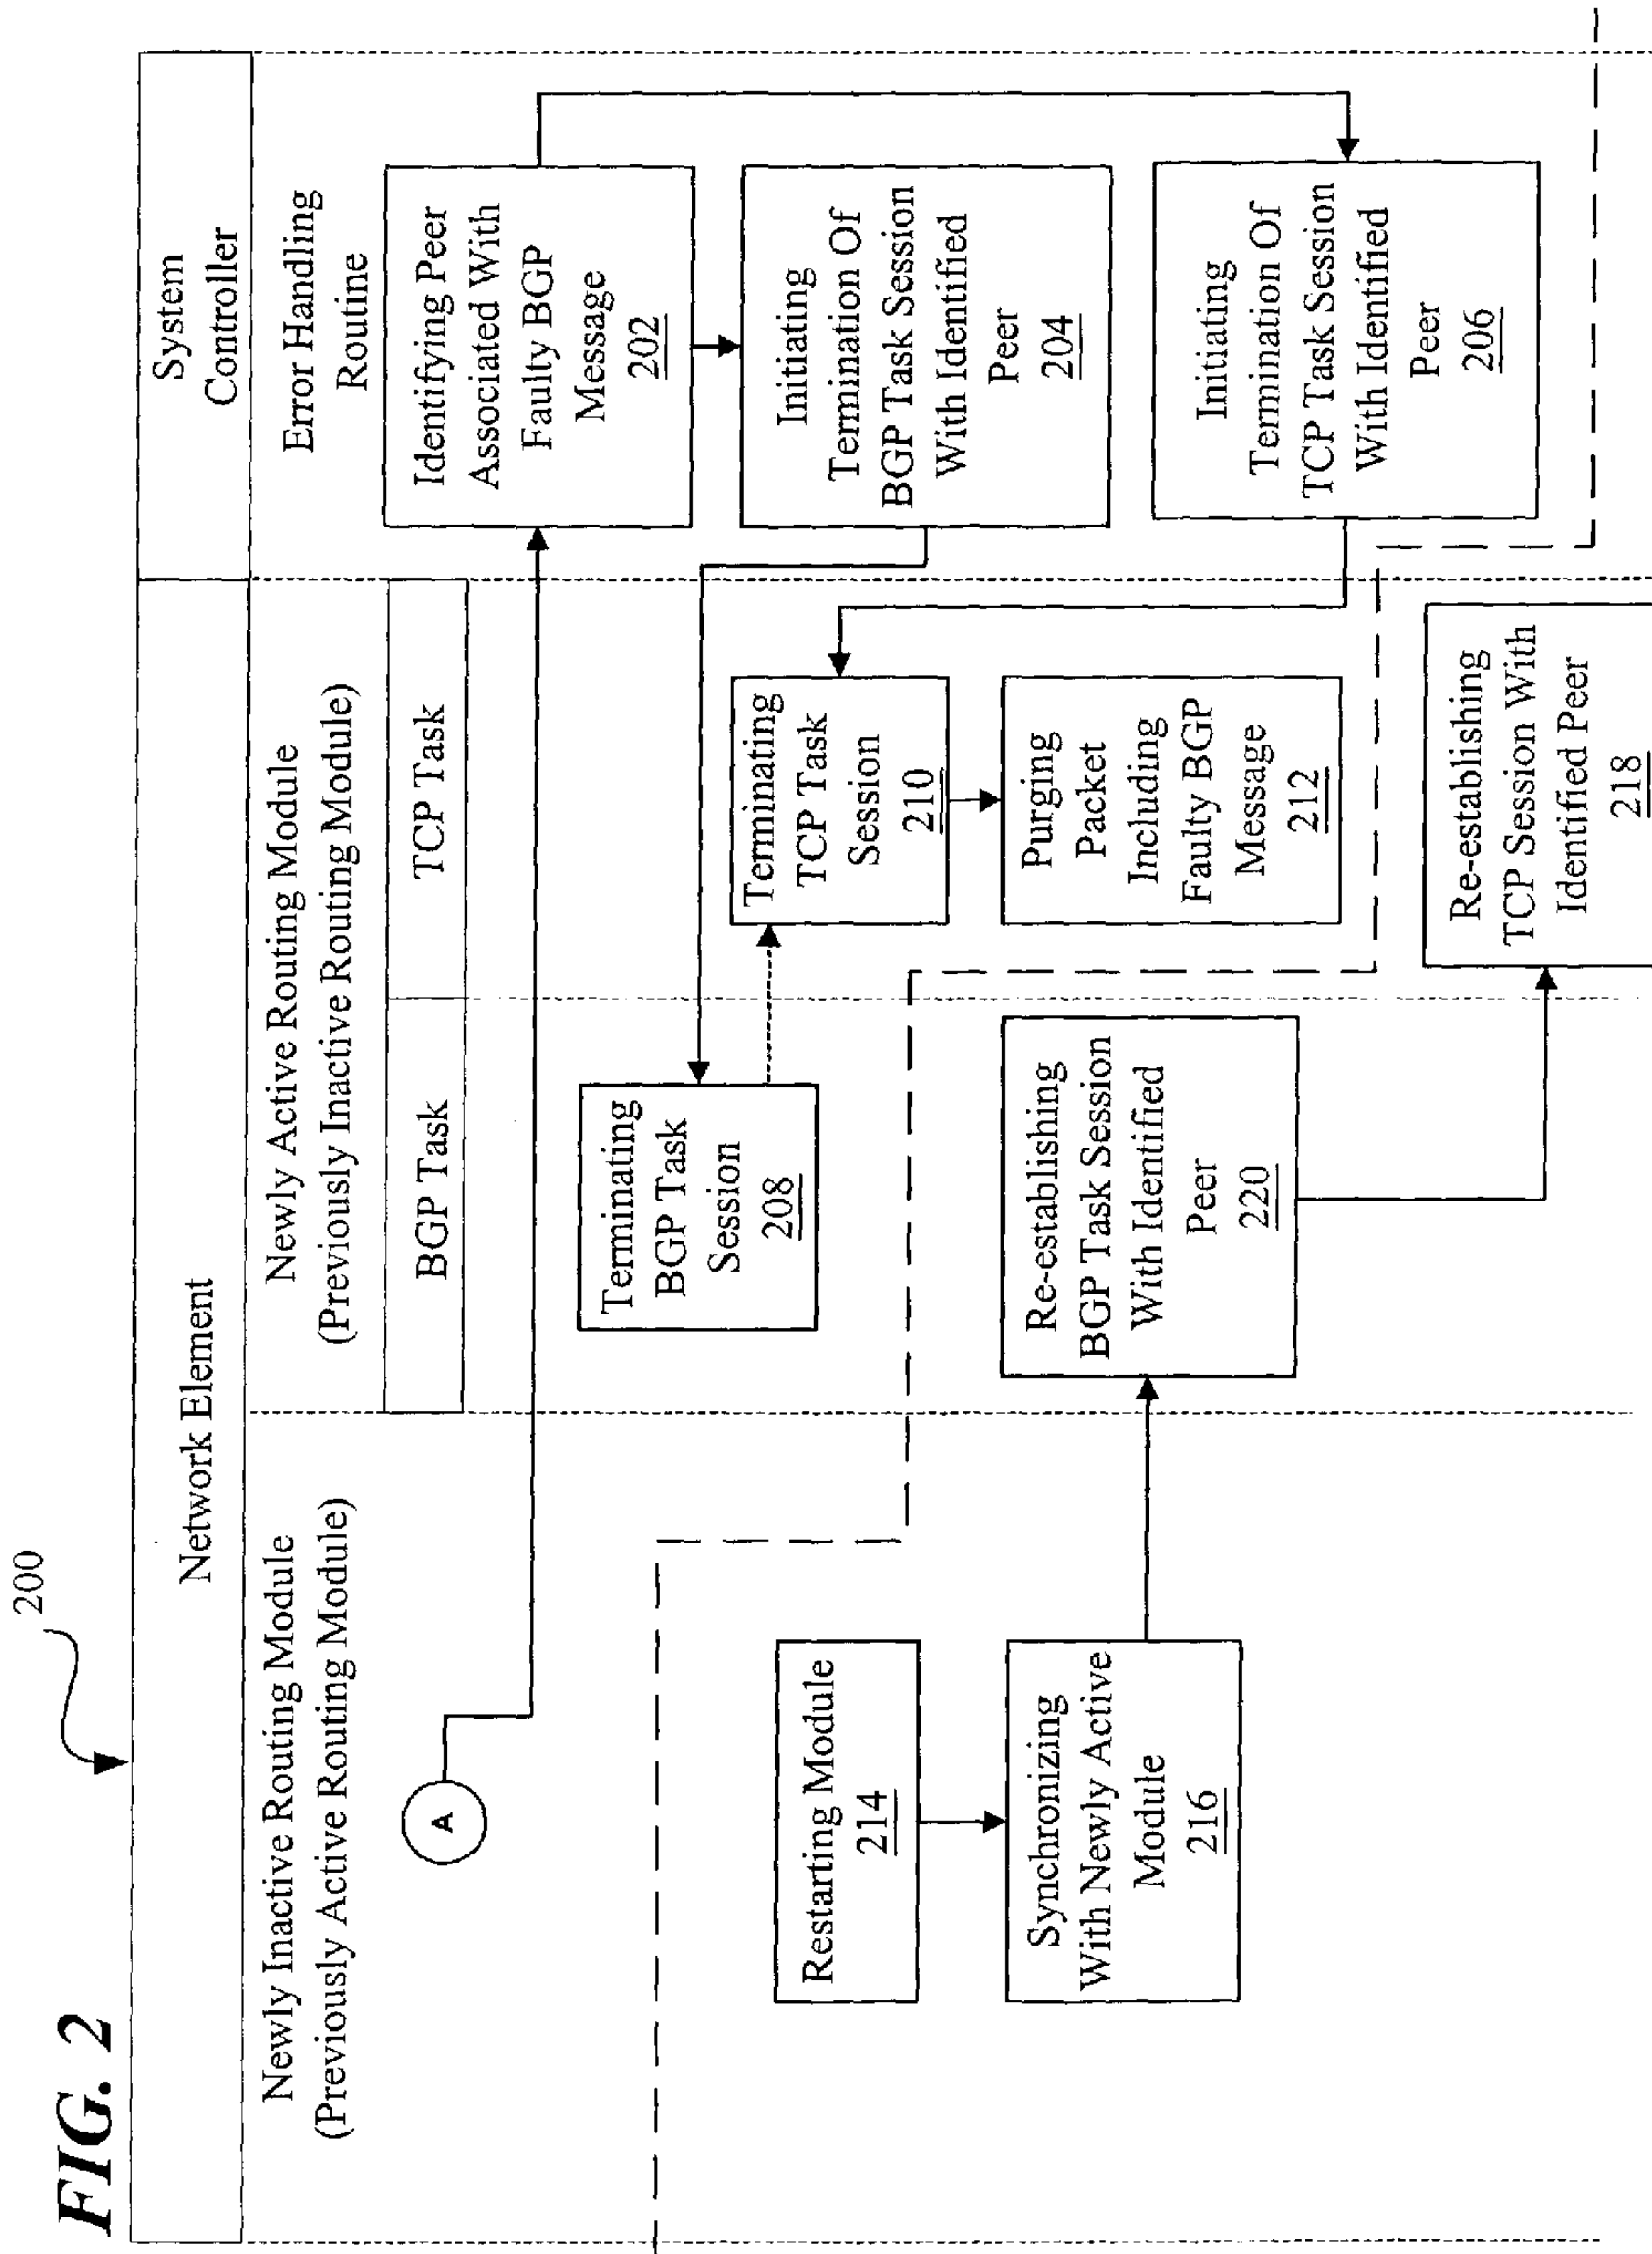 FIG. 2
200
Network Element
System
Controller
Newly Inactive Routing Module
(Previously Active Routing Module)
Newly Active Routing Module
(Previously Inactive Routing Module)
Error Handling
Routine
BGP Task
TCP Task
A
Identifying Peer
Associated With
Faulty BGP
Message
202
Initiating
Termination Of
BGP Task Session
With Identified
Peer
204
Initiating
Termination Of
TCP Task Session
With Identified
Peer
206
Terminating
BGP Task
Session
208
Terminating
TCP Task
Session
210
Purging
Packet
Including
Faulty BGP
Message
212
Restarting Module
214
Synchronizing
With Newly Active
Module
216
Re-establishing
BGP Task Session
With Identified
Peer
220
Re-establishing
TCP Session With
Identified Peer
218